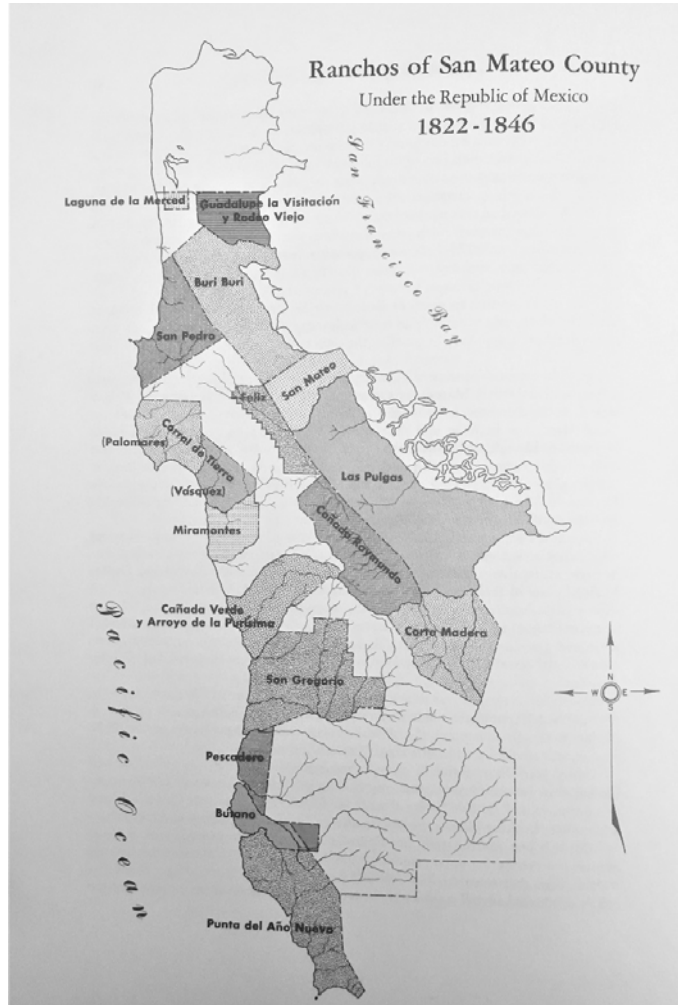 Ranchos of San Mateo County
Under the Republic of Mexico
1822-1846
San Francisco Bay
Laguna de la Merced
Guadalupe la Visitación
y Rodeo Viejo
Buri Buri
San Pedro
San Mateo
Feliz
(Palomares)
Corral de Tierra
Las Pulgas
(Vásquez)
Miramontes
Cañada Raymundo
Cañada Verde
y Arroyo de la Purísima
Corte Madera
Pacific Ocean
San Gregorio
N
W E
S
Pescadero
Butano
Punta del Año Nuevo